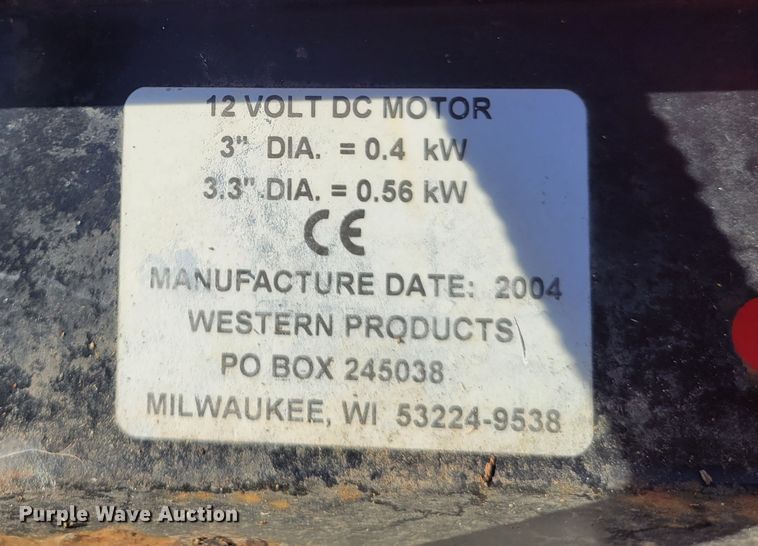 12 VOLT DC MOTOR
3" DIA. = 0.4 kW
3.3" DIA. = 0.56 kW
CE
MANUFACTURE DATE: 2004
WESTERN PRODUCTS
PO BOX 245038
MILWAUKEE, WI 53224-9538
Purple Wave Auction